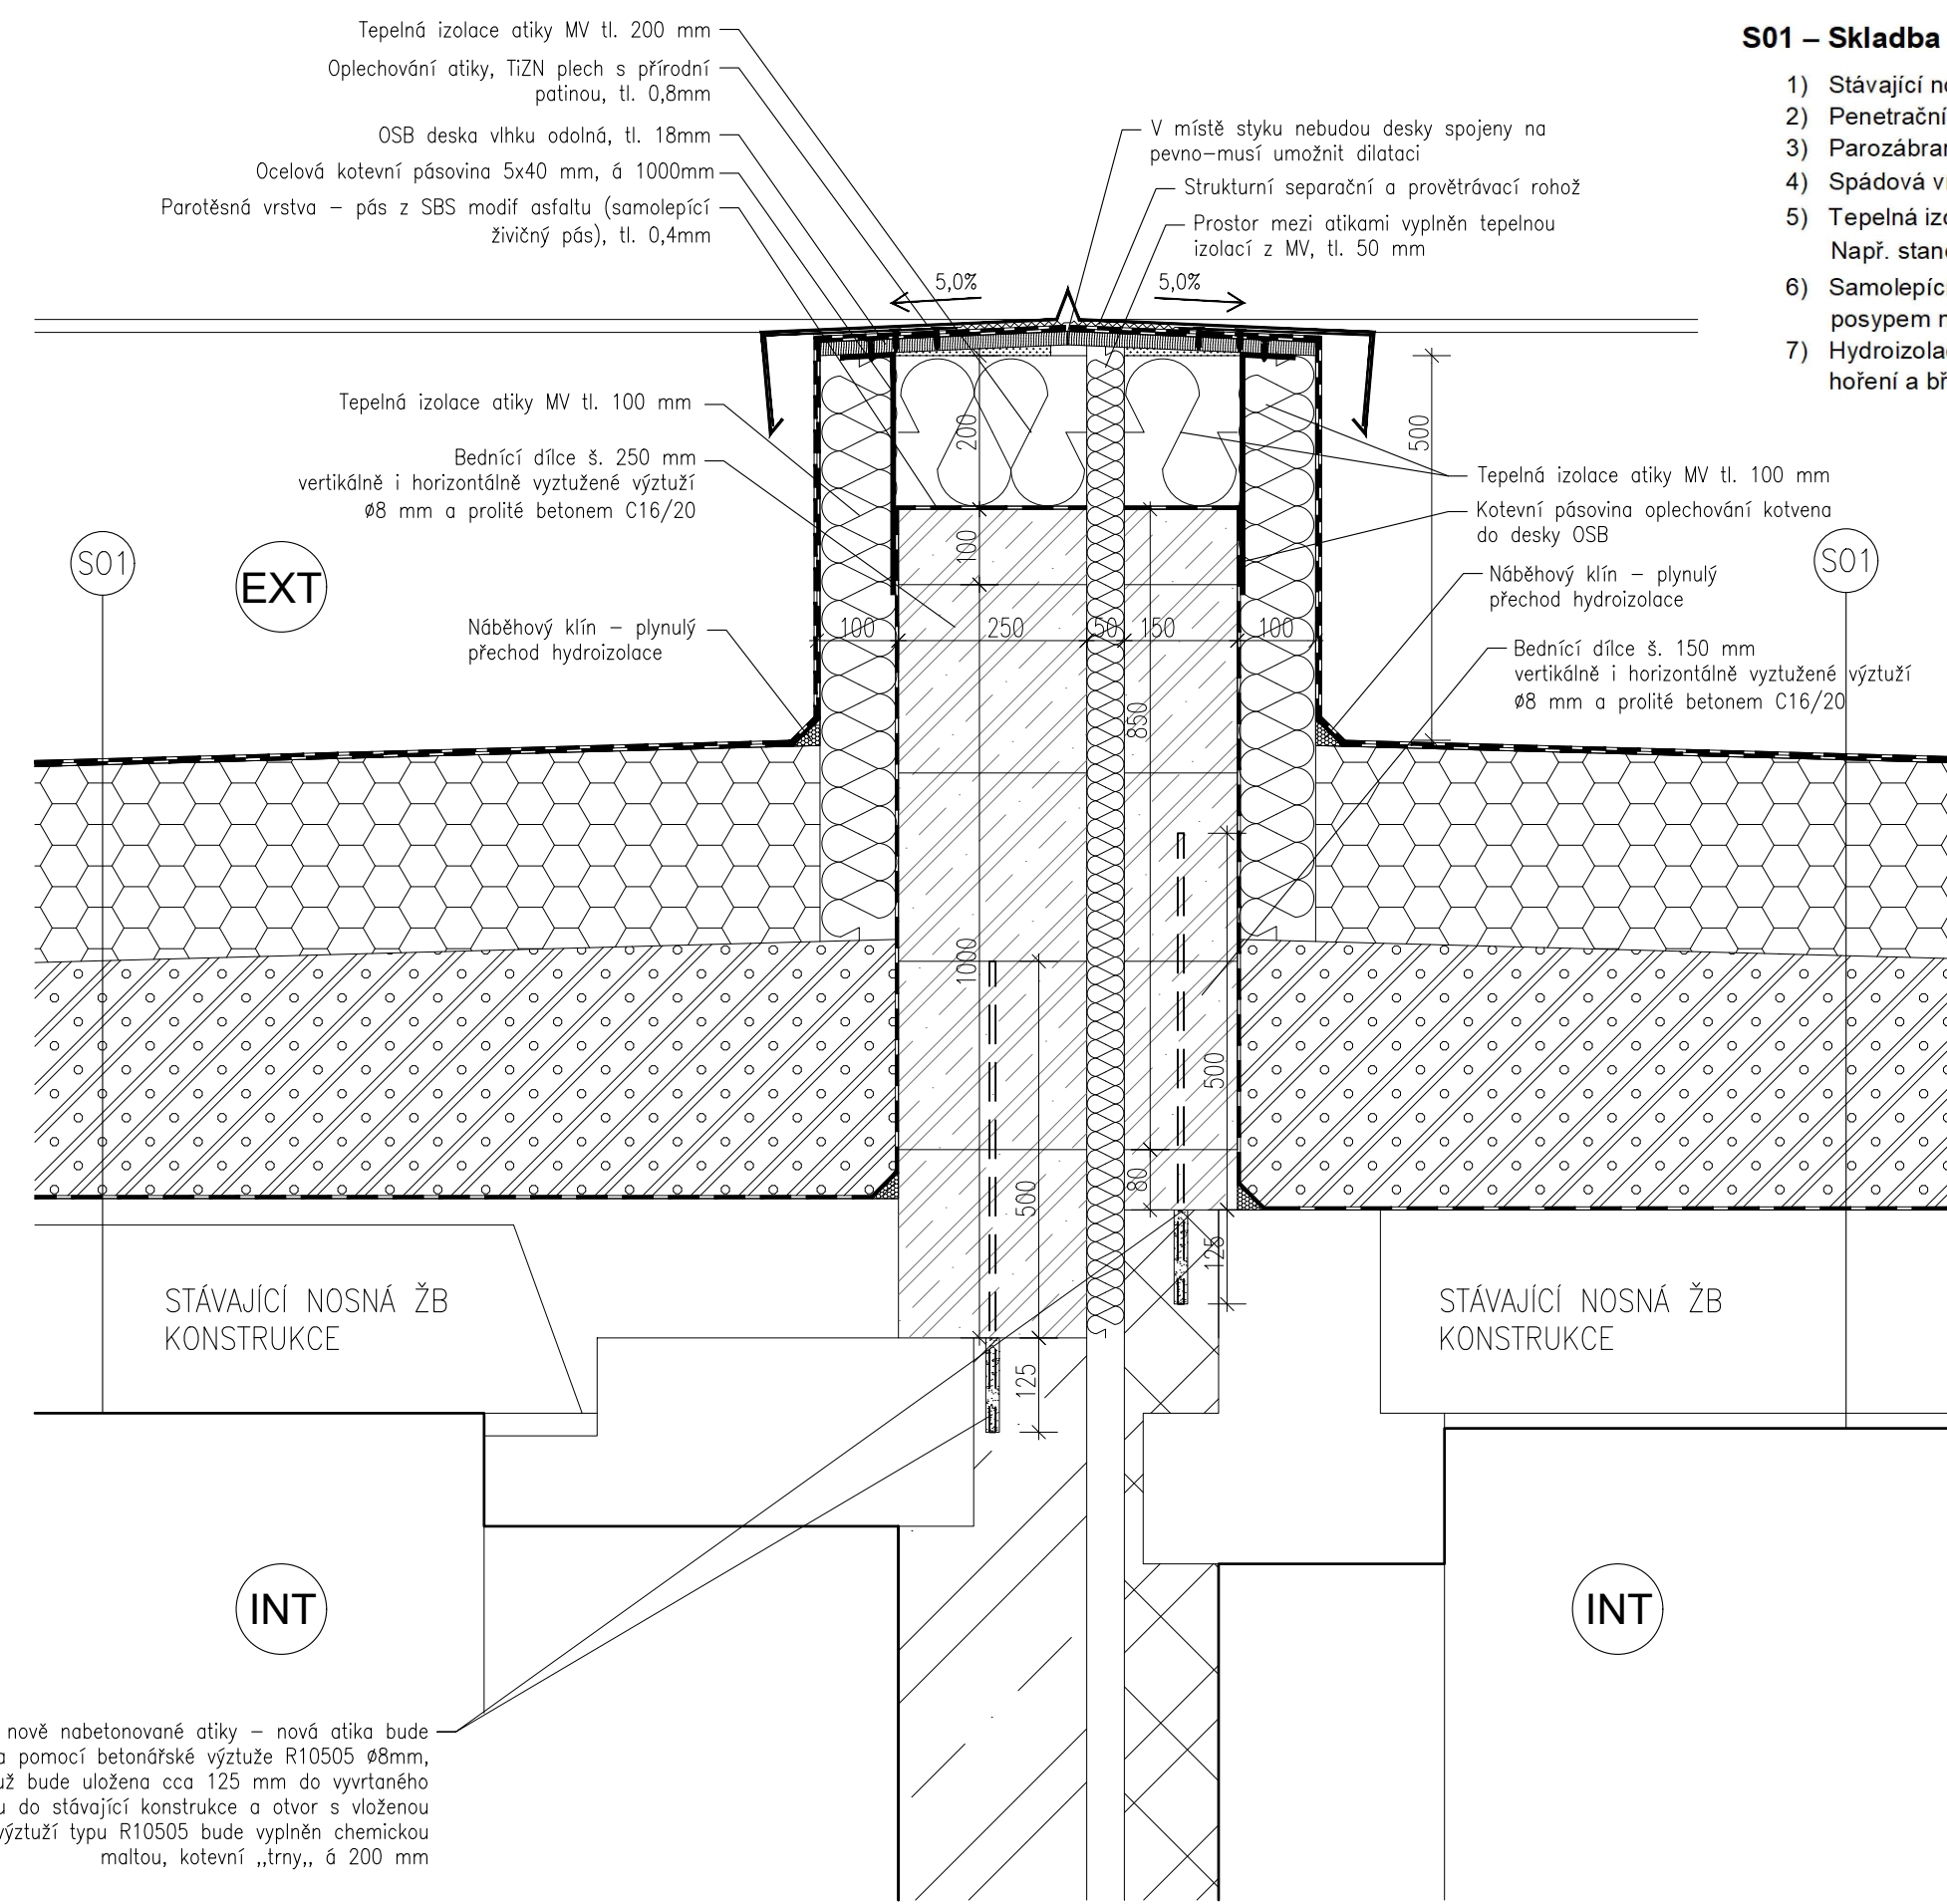 Tepelná izolace atiky MV tl. 200 mm
Oplechování atiky, TiZN plech s přírodní
patinou, tl. 0,8mm
OSB deska vlhku odolná, tl. 18mm
Ocelová kotevní pásovina 5x40 mm, á 1000mm
Parotěsná vrstva – pás z SBS modif asfaltu (samolepící
živičný pás), tl. 0,4mm
V místě styku nebudou desky spojeny na
pevno-musí umožnit dilataci
Strukturní separační a provětrávací rohož
Prostor mezi atikami vyplněn tepelnou
izolací z MV, tl. 50 mm
S01 – Skladba
1) Stávající
2) Penetrační
3)
4) Spádová
5) Tepelná
Např.
6)
posypem
7)
hoření a
5,0%
5,0%
Tepelná izolace atiky MV tl. 100 mm
Bednící dílce š. 250 mm
vertikálně i horizontálně vyztužené výztuží
ø8 mm a prolité betonem C16/20
S01
EXT
Náběhový klín – plynulý
přechod hydroizolace
200
100
100
250
50
150
100
850
1000
500
Tepelná izolace atiky MV tl. 100 mm
Kotevní pásovina oplechování kotvena
do desky OSB
Náběhový klín – plynulý
přechod hydroizolace
S01
Bednící dílce š. 150 mm
vertikálně i horizontálně vyztužené výztuží
ø8 mm a prolité betonem C16/20
500
80
500
125
125
STÁVAJÍCÍ NOSNÁ ŽB
KONSTRUKCE
STÁVAJÍCÍ NOSNÁ ŽB
KONSTRUKCE
INT
INT
nově nabetonované atiky – nová atika bude
pomocí betonářské výztuže R10505 ø8mm,
bude uložena cca 125 mm do vyvrtaného
do stávající konstrukce a otvor s vloženou
výztuží typu R10505 bude vyplněn chemickou
maltou, kotevní ,,trny,, á 200 mm